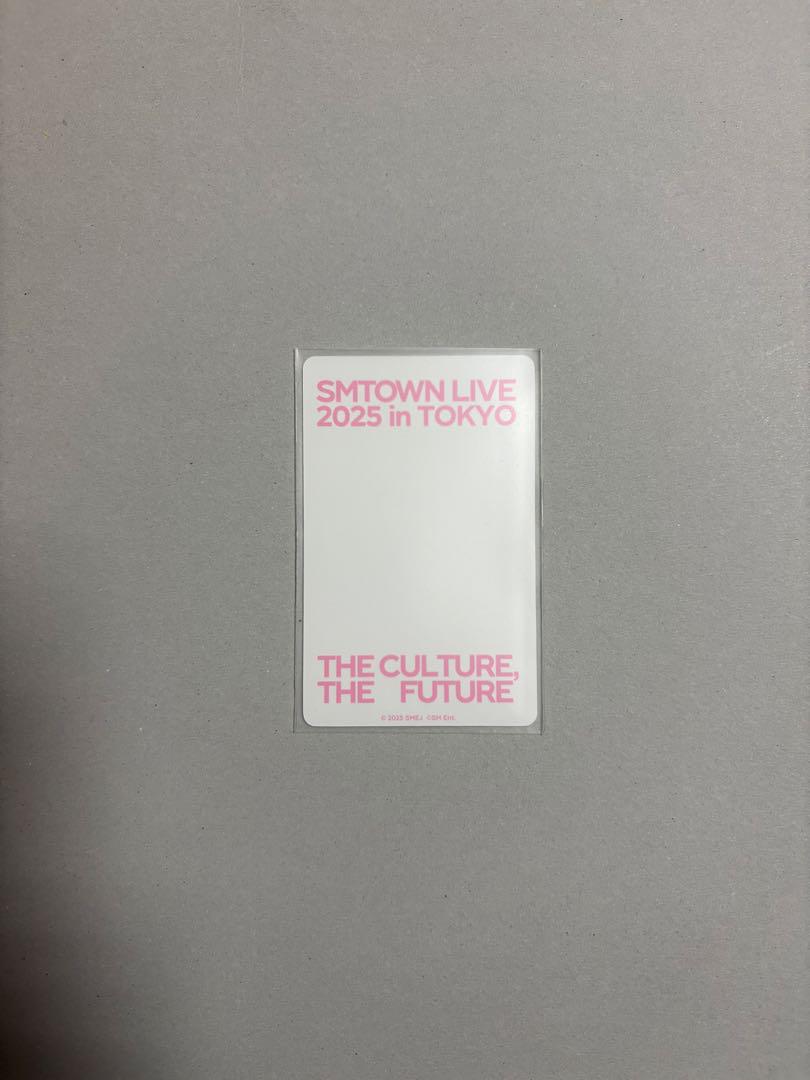 SMTOWN LIVE
2025 in TOKYO
THE CULTURE,
THE FUTURE
© 2025 SMEJ ©SM Ent.